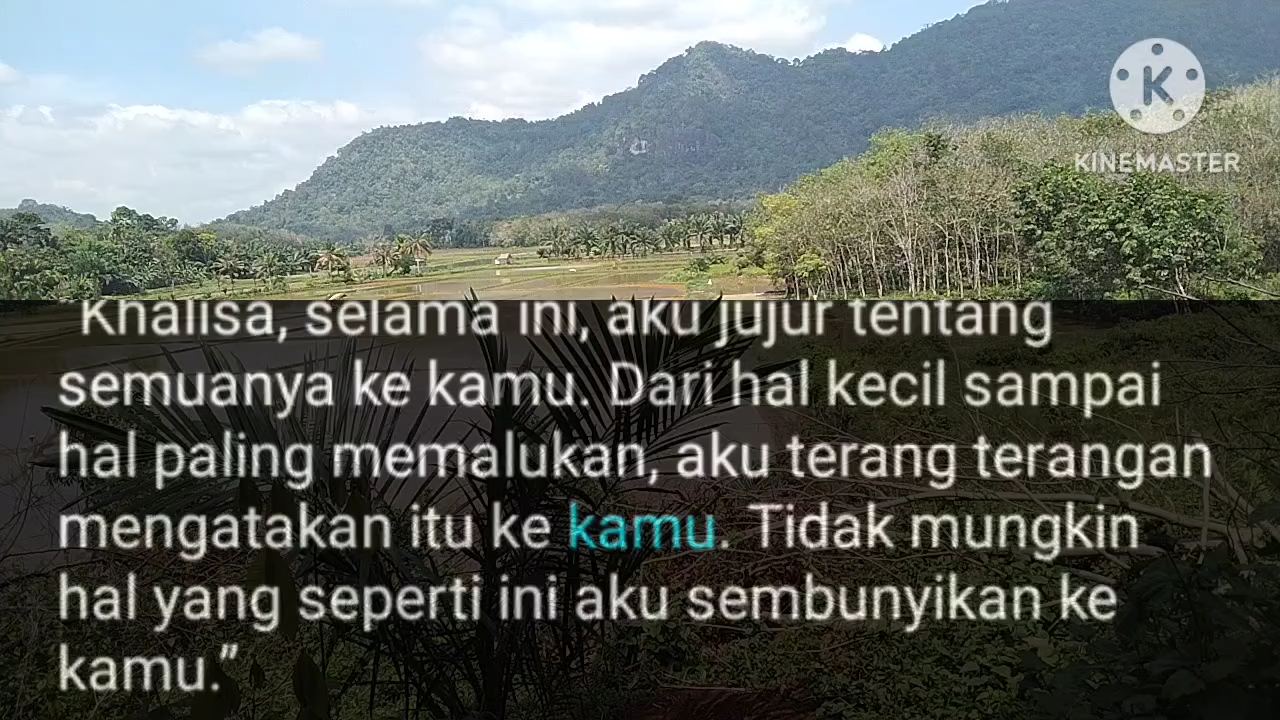 K
KINEMASTER
Khalisa, selama ini, aku jujur tentang
semuanya ke kamu. Dari hal kecil sampai
hal paling memalukan, aku terang terangan
mengatakan itu ke kamu. Tidak mungkin
hal yang seperti ini aku sembunyikan ke
kamu.”